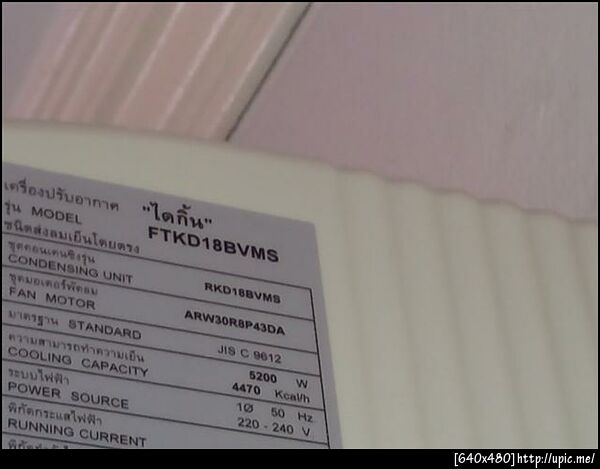 เครื่องปรับอากาศ "ไดกิ้น"
รุ่น MODEL FTKD18BVMS
ชนิดส่งลมเย็นโดยตรง
ชุดคอนเดนซิ่งรุ่น
CONDENSING UNIT RKD18BVMS
ชุดมอเตอร์พัดลม
FAN MOTOR ARW30R8P43DA
มาตรฐาน STANDARD JIS C 9612
ความสามารถทำความเย็น 5200 W
COOLING CAPACITY 4470 Kcal/h
ระบบไฟฟ้า 1Ø 50 Hz
POWER SOURCE 220 - 240 V
พิกัดกระแสไฟฟ้า
RUNNING CURRENT
[640x480]http://upic.me/